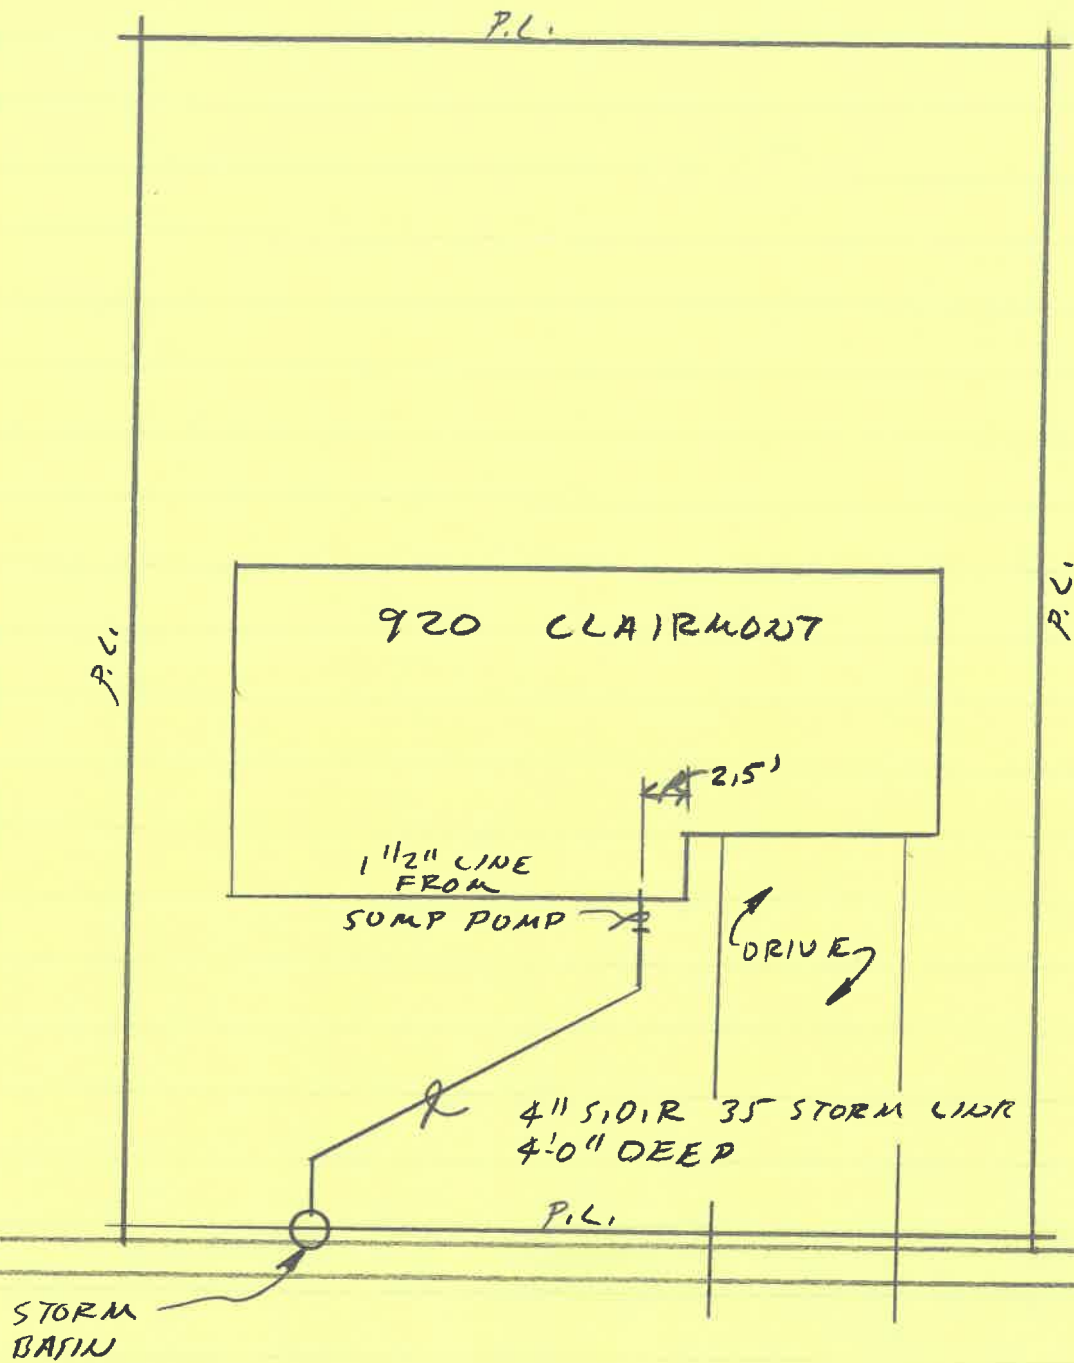 P.L.
920 CLAIRMONT
P.L.
P.L.
2.5'
1 1/2" LINE
FROM
SUMP PUMP
DRIVE
4" S.D.R 35 STORM LINE
4'-0" DEEP
P.L.
STORM
BASIN